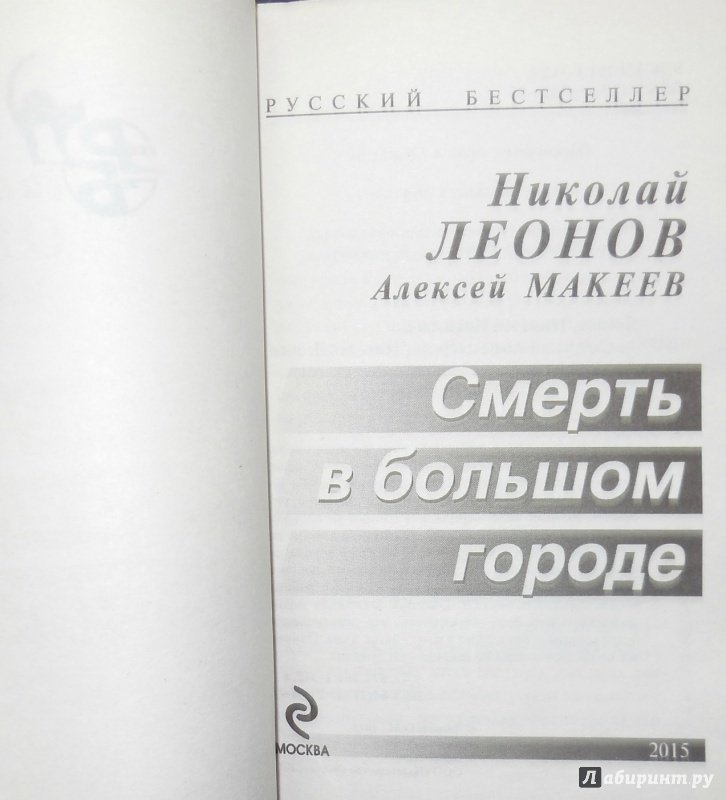 РУССКИЙ БЕСТСЕЛЛЕР
Николай
ЛЕОНОВ
Алексей МАКЕЕВ
Смерть
в большом
городе
МОСКВА
2015
Лабиринт.ру